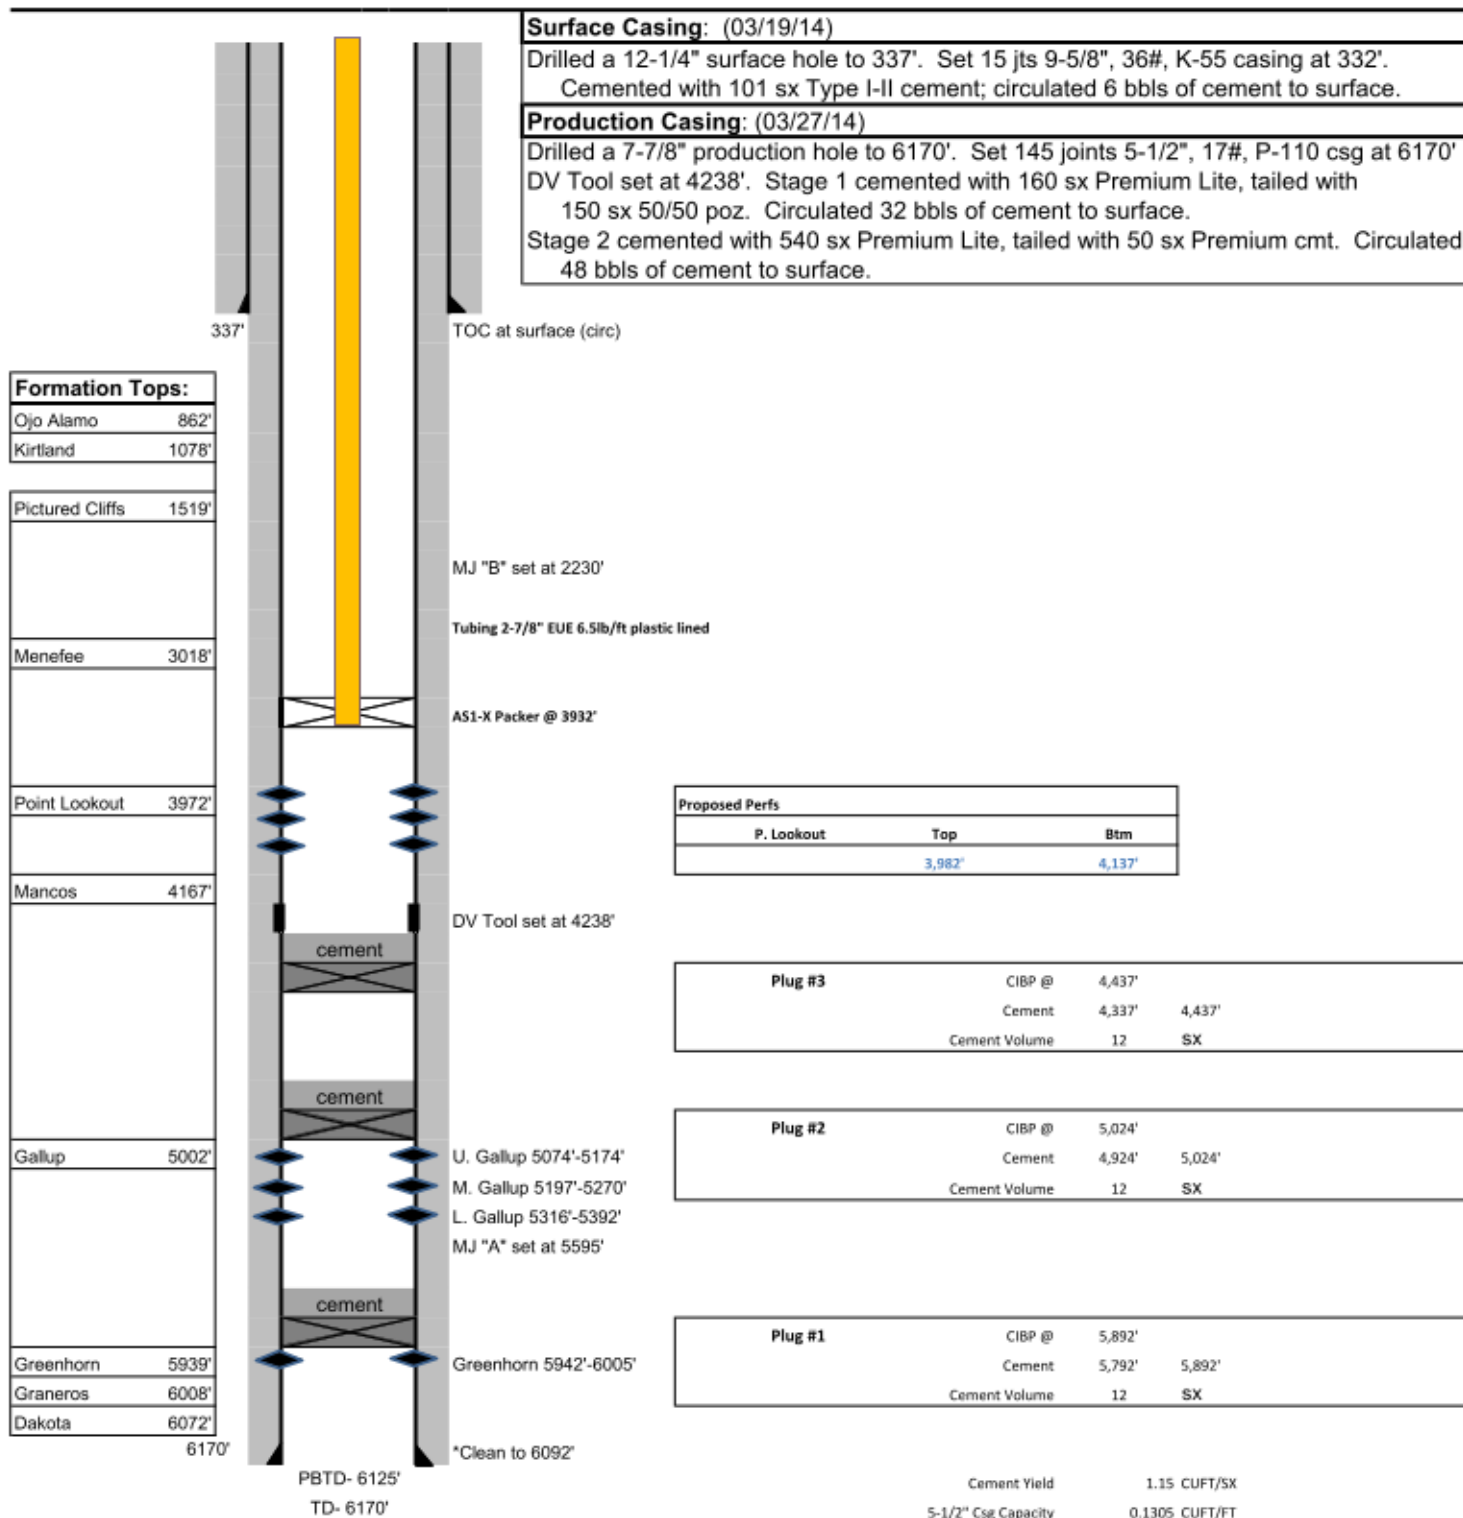 Surface Casing: (03/19/14)
Drilled a 12-1/4" surface hole to 337'. Set 15 jts 9-5/8", 36#, K-55 casing at 332'.
Cemented with 101 sx Type I-II cement; circulated 6 bbls of cement to surface.
Production Casing: (03/27/14)
Drilled a 7-7/8" production hole to 6170'. Set 145 joints 5-1/2", 17#, P-110 csg at 6170'
DV Tool set at 4238'. Stage 1 cemented with 160 sx Premium Lite, tailed with
150 sx 50/50 poz. Circulated 32 bbls of cement to surface.
Stage 2 cemented with 540 sx Premium Lite, tailed with 50 sx Premium cmt. Circulated
48 bbls of cement to surface.
337' TOC at surface (circ)
Formation Tops:
Ojo Alamo 862'
Kirtland 1078'
Pictured Cliffs 1519'
MJ "B" set at 2230'
Tubing 2-7/8" EUE 6.5lb/ft plastic lined
Menefee 3018'
AS1-X Packer @ 3932'
Point Lookout 3972' Proposed Perfs
P. Lookout Top Btm
3,982' 4,137'
Mancos 4167'
DV Tool set at 4238'
cement
Plug #3 CIBP @ 4,437'
Cement 4,337' 4,437'
Cement Volume 12 SX
cement
Plug #2 CIBP @ 5,024'
Gallup 5002' U. Gallup 5074'-5174' Cement 4,924' 5,024'
M. Gallup 5197'-5270' Cement Volume 12 SX
L. Gallup 5316'-5392'
MJ "A" set at 5595'
cement
Plug #1 CIBP @ 5,892'
Greenhorn 5939' Greenhorn 5942'-6005' Cement 5,792' 5,892'
Graneros 6008' Cement Volume 12 SX
Dakota 6072'
6170' *Clean to 6092'
PBTD- 6125' Cement Yield 1.15 CUFT/SX
TD- 6170' 5-1/2" Csg Capacity 0.1305 CUFT/FT